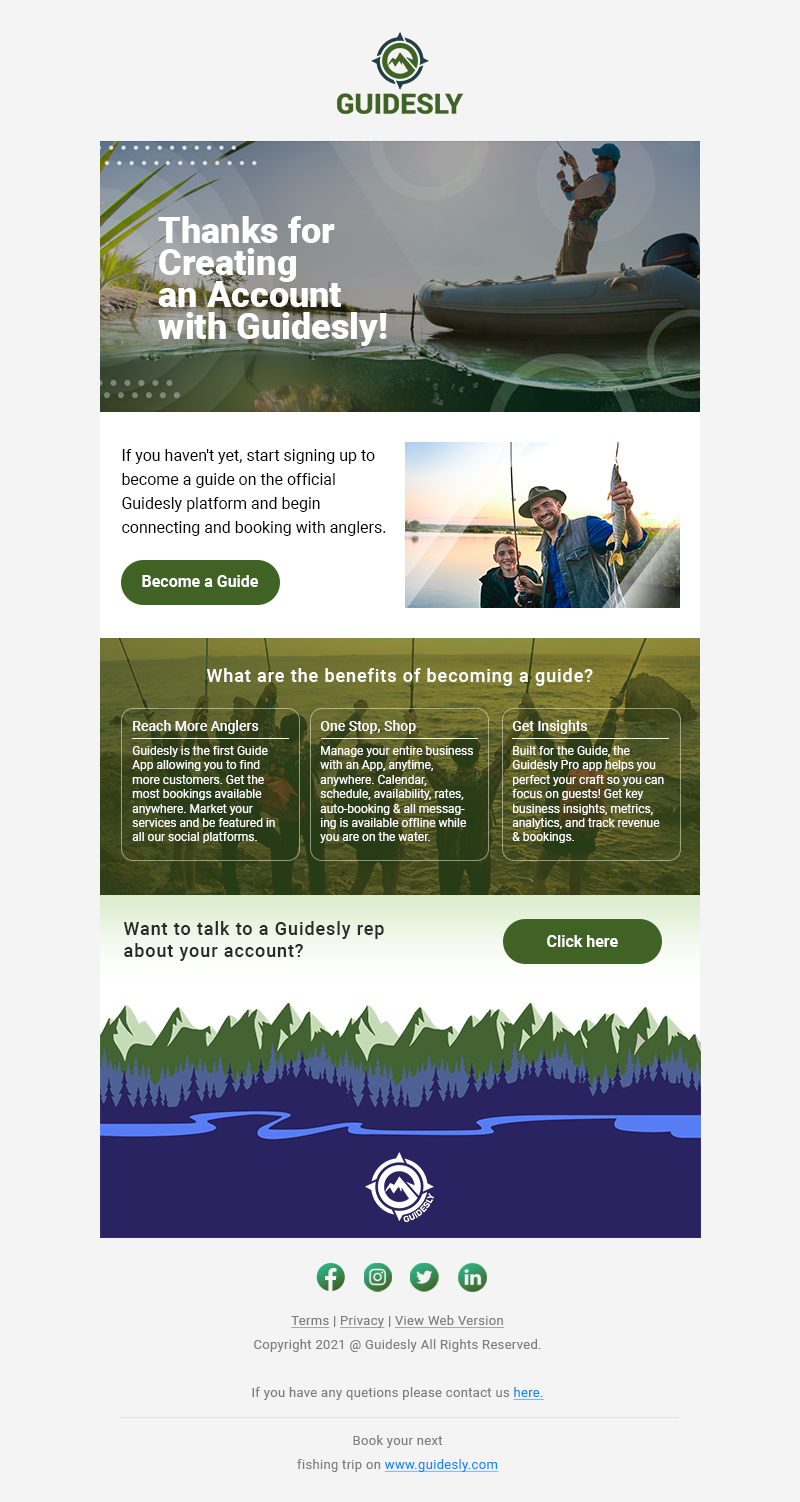 GUIDESLY
Thanks for
Creating
an Account
with Guidesly!
If you haven't yet, start signing up to
become a guide on the official
Guidesly platform and begin
connecting and booking with anglers.
Become a Guide
What are the benefits of becoming a guide?
Reach More Anglers
Guidesly is the first Guide
App allowing you to find
more customers. Get the
most bookings available
anywhere. Market your
services and be featured in
all our social platforms.
One Stop, Shop
Manage your entire business
with an App, anytime,
anywhere. Calendar,
schedule, availability, rates,
auto-booking & all messag-
ing is available offline while
you are on the water.
Get Insights
Built for the Guide, the
Guidesly Pro app helps you
perfect your craft so you can
focus on guests! Get key
business insights, metrics,
analytics, and track revenue
& bookings.
Want to talk to a Guidesly rep
about your account?
Click here
GUIDESLY
Terms | Privacy | View Web Version
Copyright 2021 @ Guidesly All Rights Reserved.
If you have any quetions please contact us here.
Book your next
fishing trip on www.guidesly.com